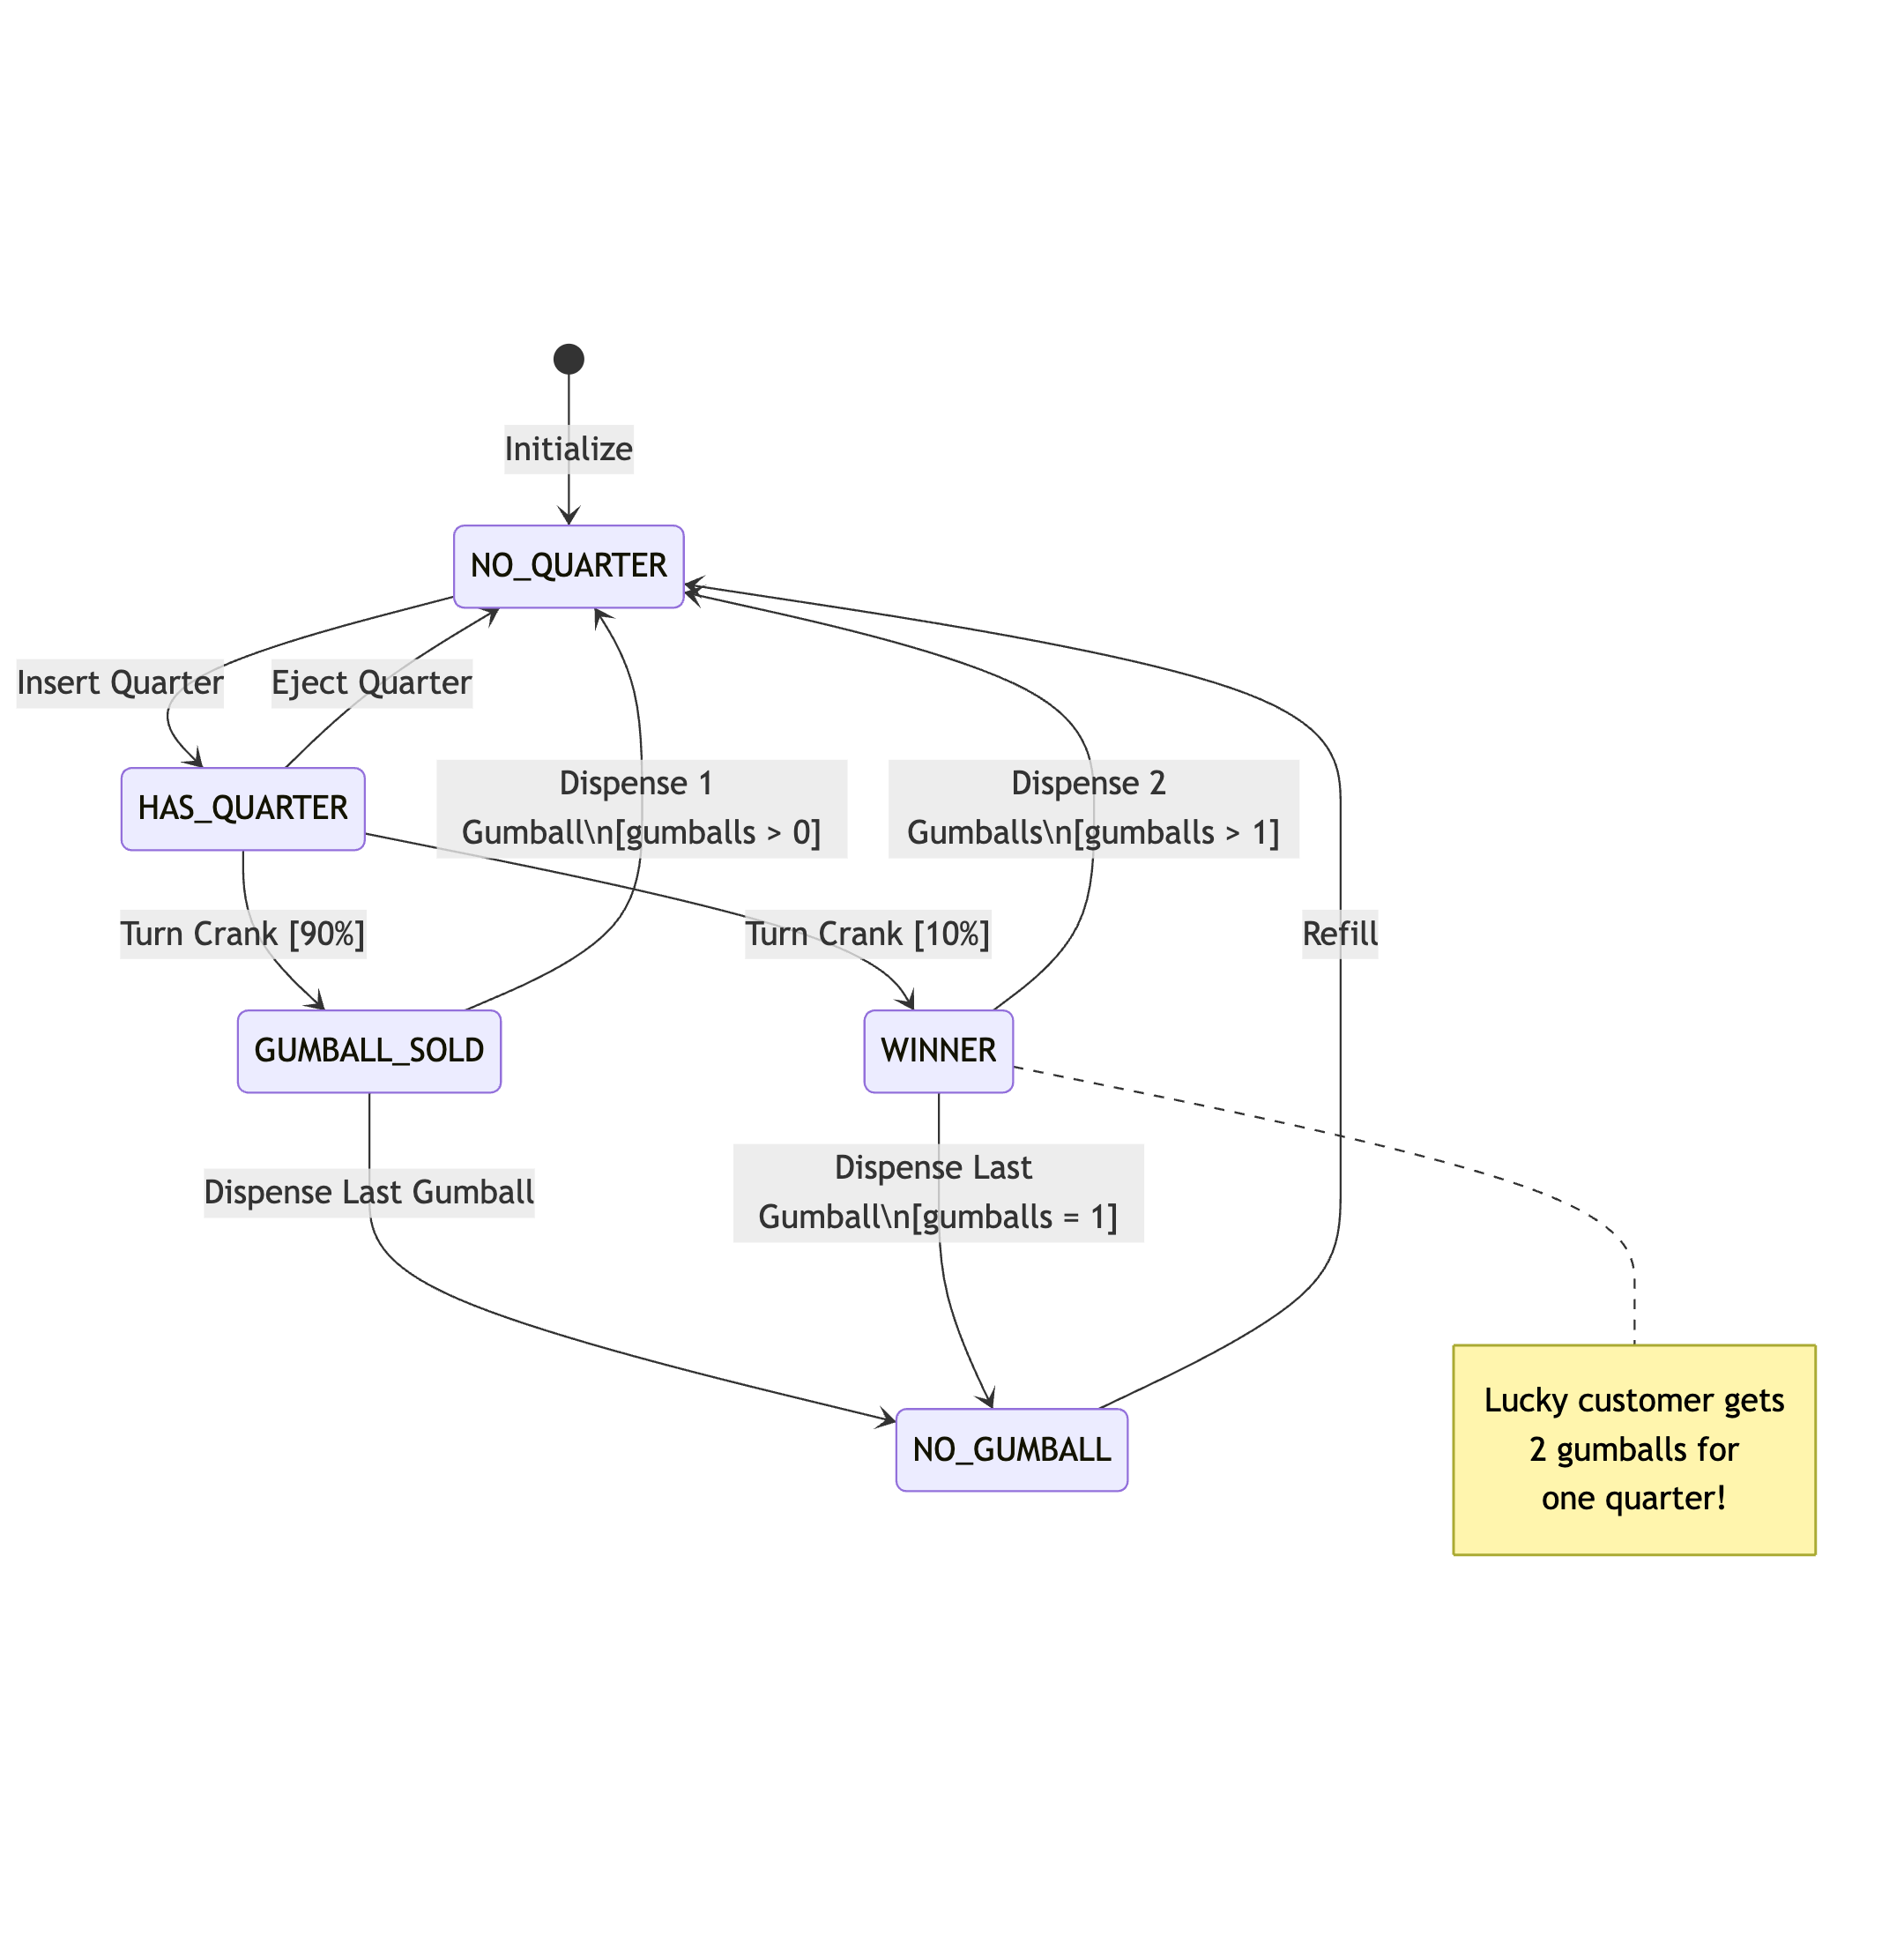 Initialize
NO_QUARTER
Insert Quarter
Eject Quarter
Dispense 1
Gumball\n[gumballs > 0]
Dispense 2
Gumballs\n[gumballs > 1]
HAS_QUARTER
Turn Crank [90%]
Turn Crank [10%]
Refill
GUMBALL_SOLD
WINNER
Dispense Last Gumball
Dispense Last
Gumball\n[gumballs = 1]
NO_GUMBALL
Lucky customer gets
2 gumballs for
one quarter!